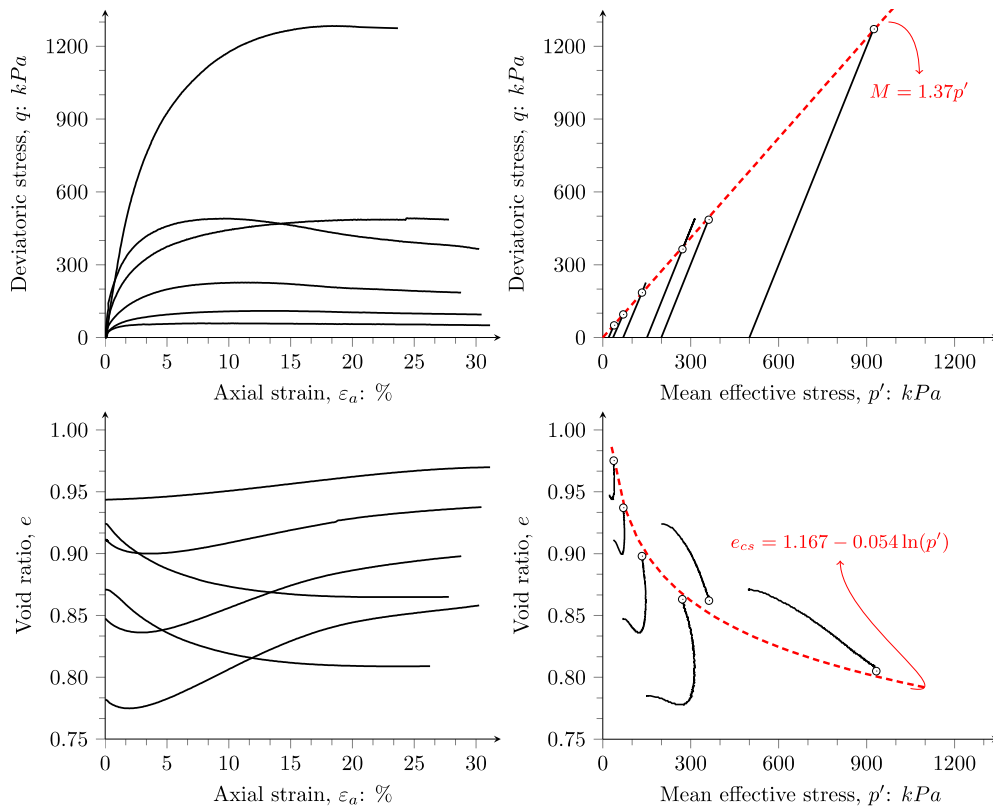 1200
900
600
300
0
0 5 10 15 20 25 30
Deviatoric stress, q: kPa
Axial strain, εₐ: %
1200
900
600
300
0
0 300 600 900 1200
Deviatoric stress, q: kPa
Mean effective stress, p′: kPa
M = 1.37p′
1.00
0.95
0.90
0.85
0.80
0.75
0 5 10 15 20 25 30
Void ratio, e
Axial strain, εₐ: %
1.00
0.95
0.90
0.85
0.80
0.75
0 300 600 900 1200
Void ratio, e
Mean effective stress, p′: kPa
e_cs = 1.167 − 0.054 ln(p′)